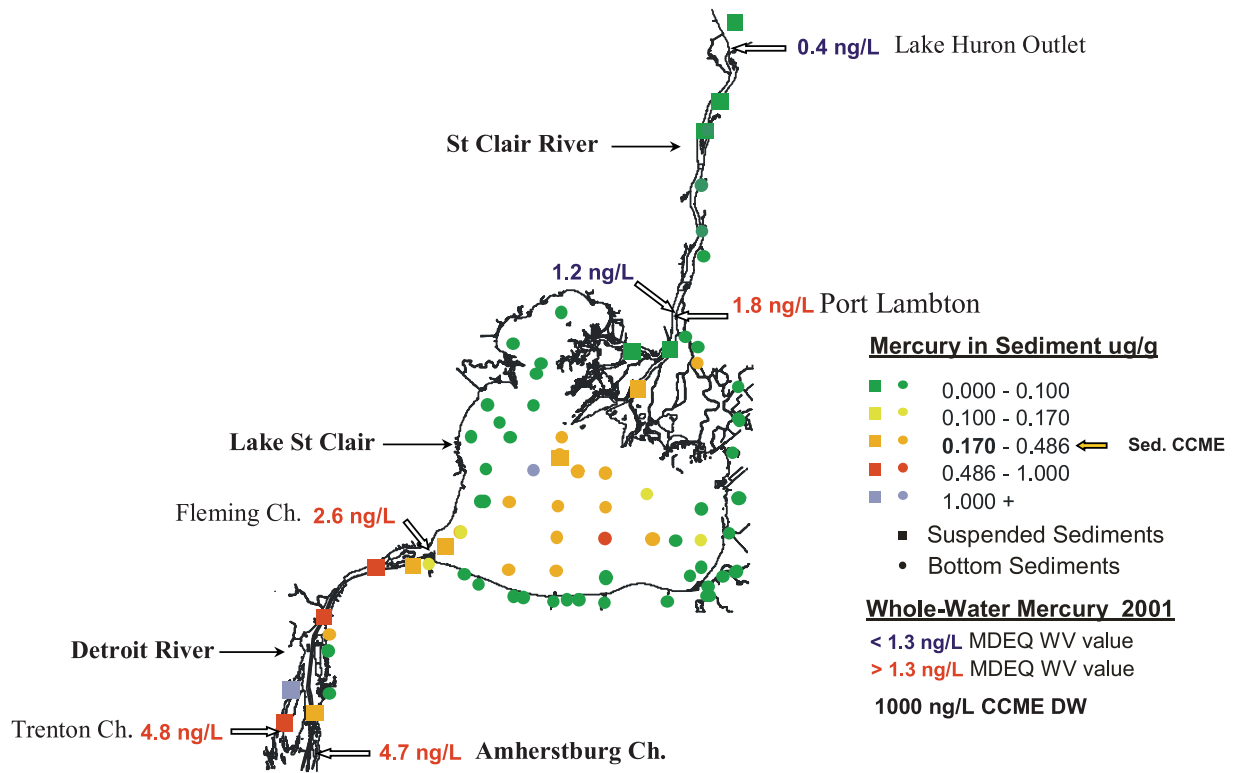 0.4 ng/L Lake Huron Outlet
St Clair River
1.2 ng/L
1.8 ng/L Port Lambton
Mercury in Sediment ug/g
0.000 - 0.100
0.100 - 0.170
0.170 - 0.486 Sed. CCME
0.486 - 1.000
1.000 +
Suspended Sediments
Bottom Sediments
Lake St Clair
Fleming Ch. 2.6 ng/L
Whole-Water Mercury 2001
< 1.3 ng/L MDEQ WV value
> 1.3 ng/L MDEQ WV value
1000 ng/L CCME DW
Detroit River
Trenton Ch. 4.8 ng/L
4.7 ng/L Amherstburg Ch.